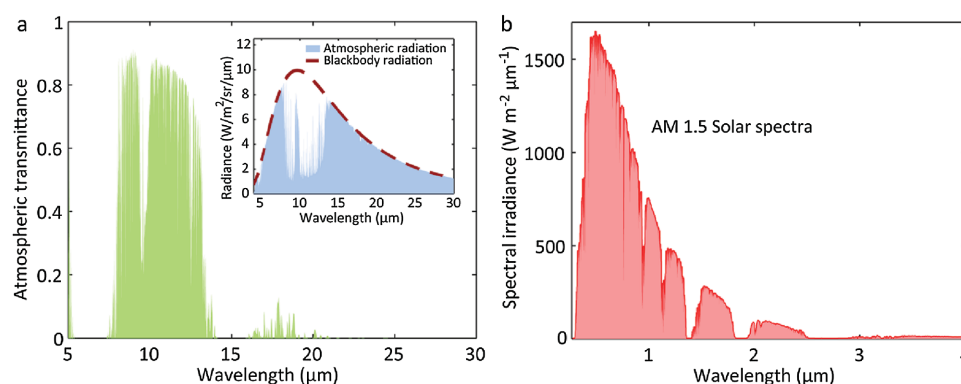 a
Atmospheric transmittance
1
0.8
0.6
0.4
0.2
0
5 10 15 20 25 30
Wavelength (μm)
Radiance (W/m²/sr/μm)
12
10
8
6
4
2
0
5 10 15 20 25 30
Wavelength (μm)
Atmospheric radiation
Blackbody radiation
b
Spectral irradiance (W m⁻² μm⁻¹)
1500
1000
500
0
1 2 3 4
Wavelength (μm)
AM 1.5 Solar spectra